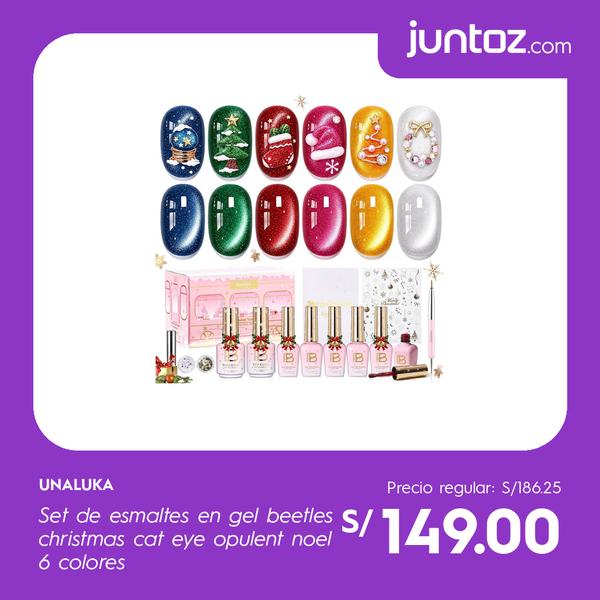 juntoz.com
UNALUKA
Set de esmaltes en gel beetles
christmas cat eye opulent noel
6 colores
Precio regular: S/186.25
S/149.00